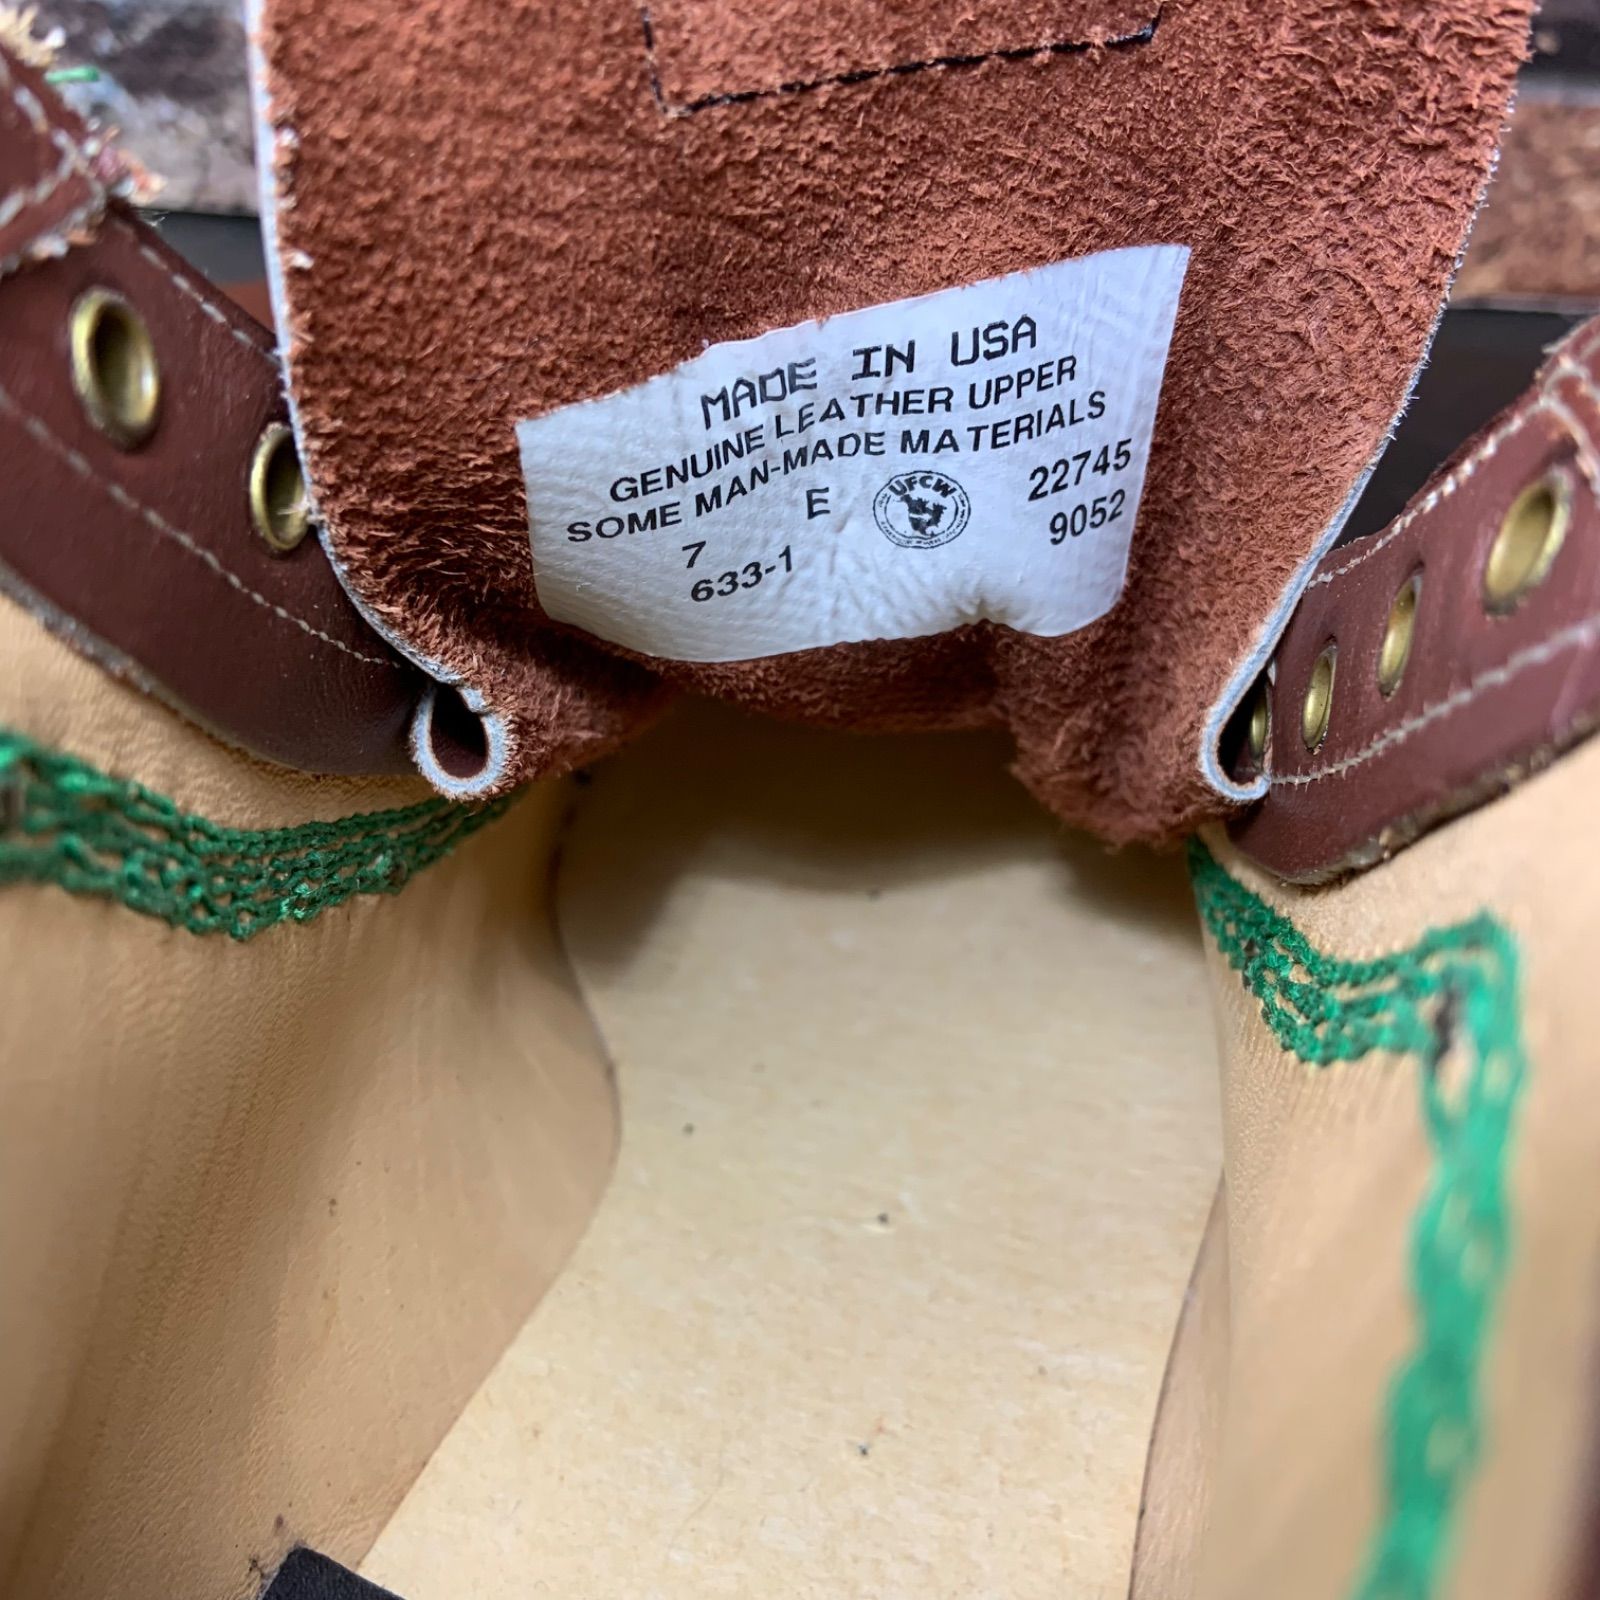 MADE IN USA
GENUINE LEATHER UPPER
SOME MAN-MADE MATERIALS
7 E UFCW 22745
633-1 9052